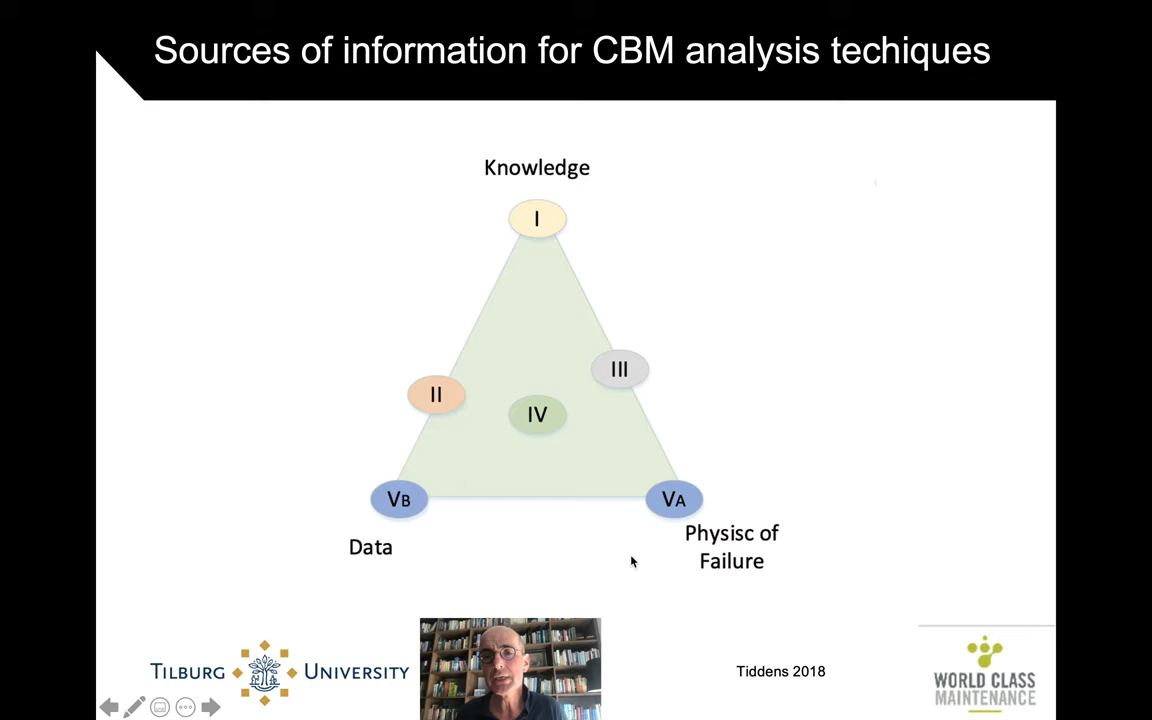 Sources of information for CBM analysis techiques
Knowledge
I
III
II
IV
VB
VA
Data
Physisc of
Failure
TILBURG UNIVERSITY
Tiddens 2018
WORLD CLASS
MAINTENANCE